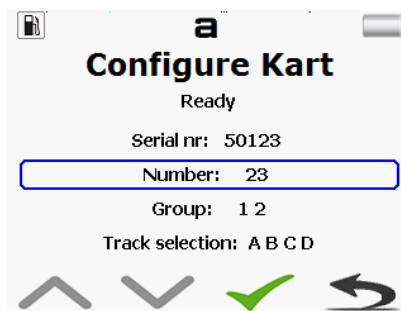 a
Configure Kart
Ready
Serial nr: 50123
Number: 23
Group: 1 2
Track selection: A B C D